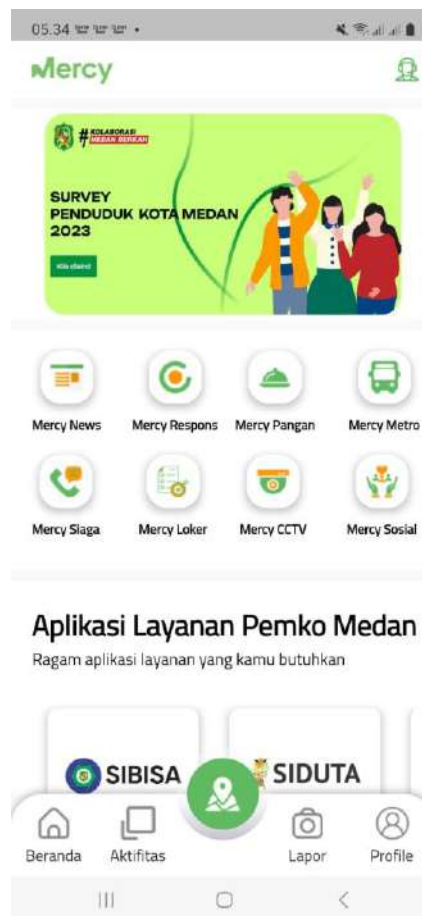 05.34
Mercy
#KOLABORASI
MEDAN BERKAH
SURVEY
PENDUDUK KOTA MEDAN
2023
Klik disini!
Mercy News
Mercy Respons
Mercy Pangan
Mercy Metro
Mercy Siaga
Mercy Loker
Mercy CCTV
Mercy Sosial
Aplikasi Layanan Pemko Medan
Ragam aplikasi layanan yang kamu butuhkan
SIBISA
SIDUTA
Beranda
Aktifitas
Lapor
Profile